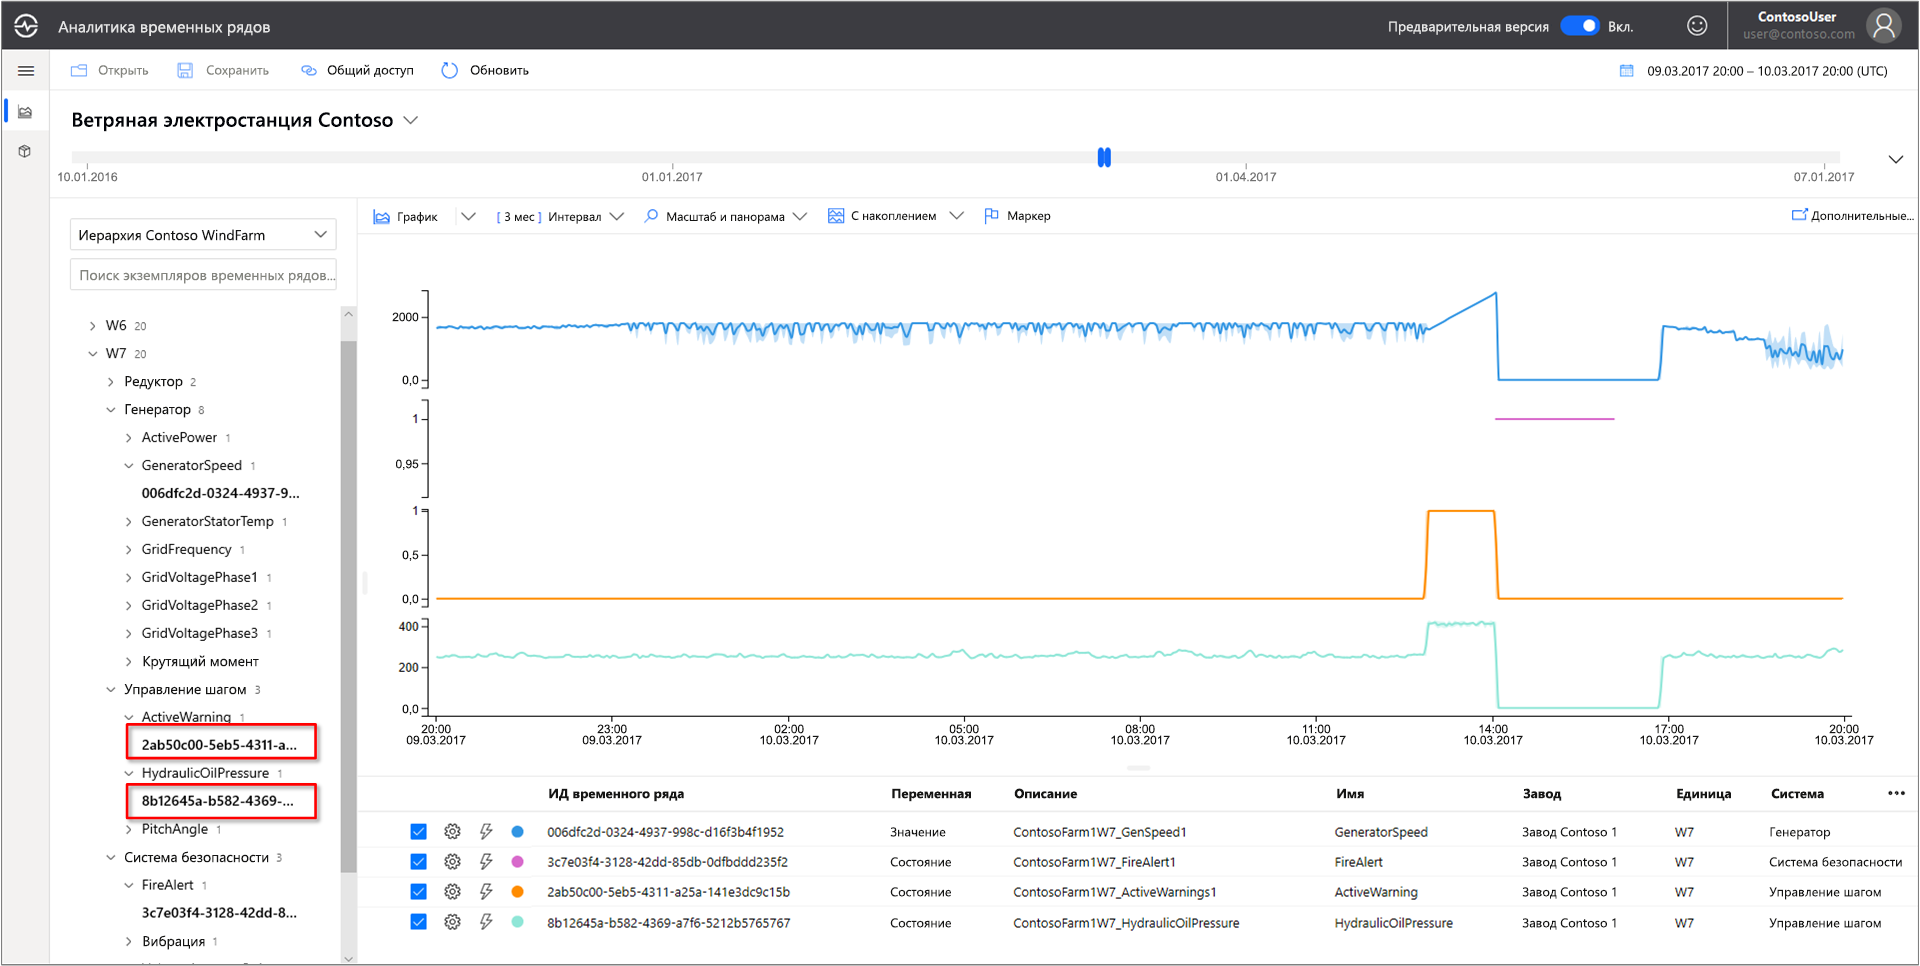 Аналитика временных рядов
Предварительная версия Вкл.
ContosoUser
user@contoso.com
Открыть Сохранить Общий доступ Обновить
09.03.2017 20:00 – 10.03.2017 20:00 (UTC)
Ветряная электростанция Contoso
10.01.2016 01.01.2017 01.04.2017 07.01.2017
График [ 3 мес ] Интервал Масштаб и панорама С накоплением Маркер Дополнительные...
Иерархия Contoso WindFarm
Поиск экземпляров временных рядов...
W6 20
W7 20
Редуктор 2
Генератор 8
ActivePower 1
GeneratorSpeed 1
006dfc2d-0324-4937-9...
GeneratorStatorTemp 1
GridFrequency 1
GridVoltagePhase1 1
GridVoltagePhase2 1
GridVoltagePhase3 1
Крутящий момент
Управление шагом 3
ActiveWarning 1
2ab50c00-5eb5-4311-a...
HydraulicOilPressure 1
8b12645a-b582-4369-...
PitchAngle 1
Система безопасности 3
FireAlert 1
3c7e03f4-3128-42dd-8...
Вибрация 1
2000
0,0
1
0,95
1
0,5
0,0
400
200
0,0
20:00 23:00 02:00 05:00 08:00 11:00 14:00 17:00 20:00
09.03.2017 09.03.2017 10.03.2017 10.03.2017 10.03.2017 10.03.2017 10.03.2017 10.03.2017 10.03.2017
ИД временного ряда Переменная Описание Имя Завод Единица Система
006dfc2d-0324-4937-998c-d16f3b4f1952 Значение ContosoFarm1W7_GenSpeed1 GeneratorSpeed Завод Contoso 1 W7 Генератор
3c7e03f4-3128-42dd-85db-0dfbddd235f2 Состояние ContosoFarm1W7_FireAlert1 FireAlert Завод Contoso 1 W7 Система безопасности
2ab50c00-5eb5-4311-a25a-141e3dc9c15b Состояние ContosoFarm1W7_ActiveWarnings1 ActiveWarning Завод Contoso 1 W7 Управление шагом
8b12645a-b582-4369-a7f6-5212b5765767 Состояние ContosoFarm1W7_HydraulicOilPressure HydraulicOilPressure Завод Contoso 1 W7 Управление шагом